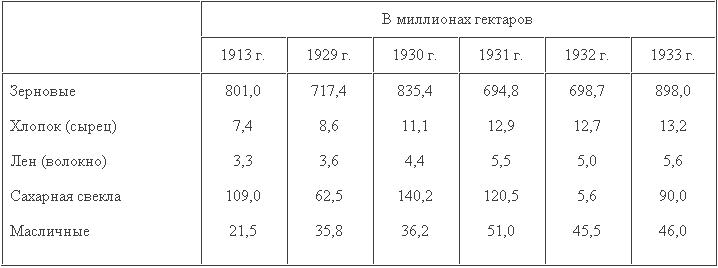 В миллионах гектаров
1913 г. 1929 г. 1930 г. 1931 г. 1932 г. 1933 г.
Зерновые 801,0 717,4 835,4 694,8 698,7 898,0
Хлопок (сырец) 7,4 8,6 11,1 12,9 12,7 13,2
Лен (волокно) 3,3 3,6 4,4 5,5 5,0 5,6
Сахарная свекла 109,0 62,5 140,2 120,5 5,6 90,0
Масличные 21,5 35,8 36,2 51,0 45,5 46,0